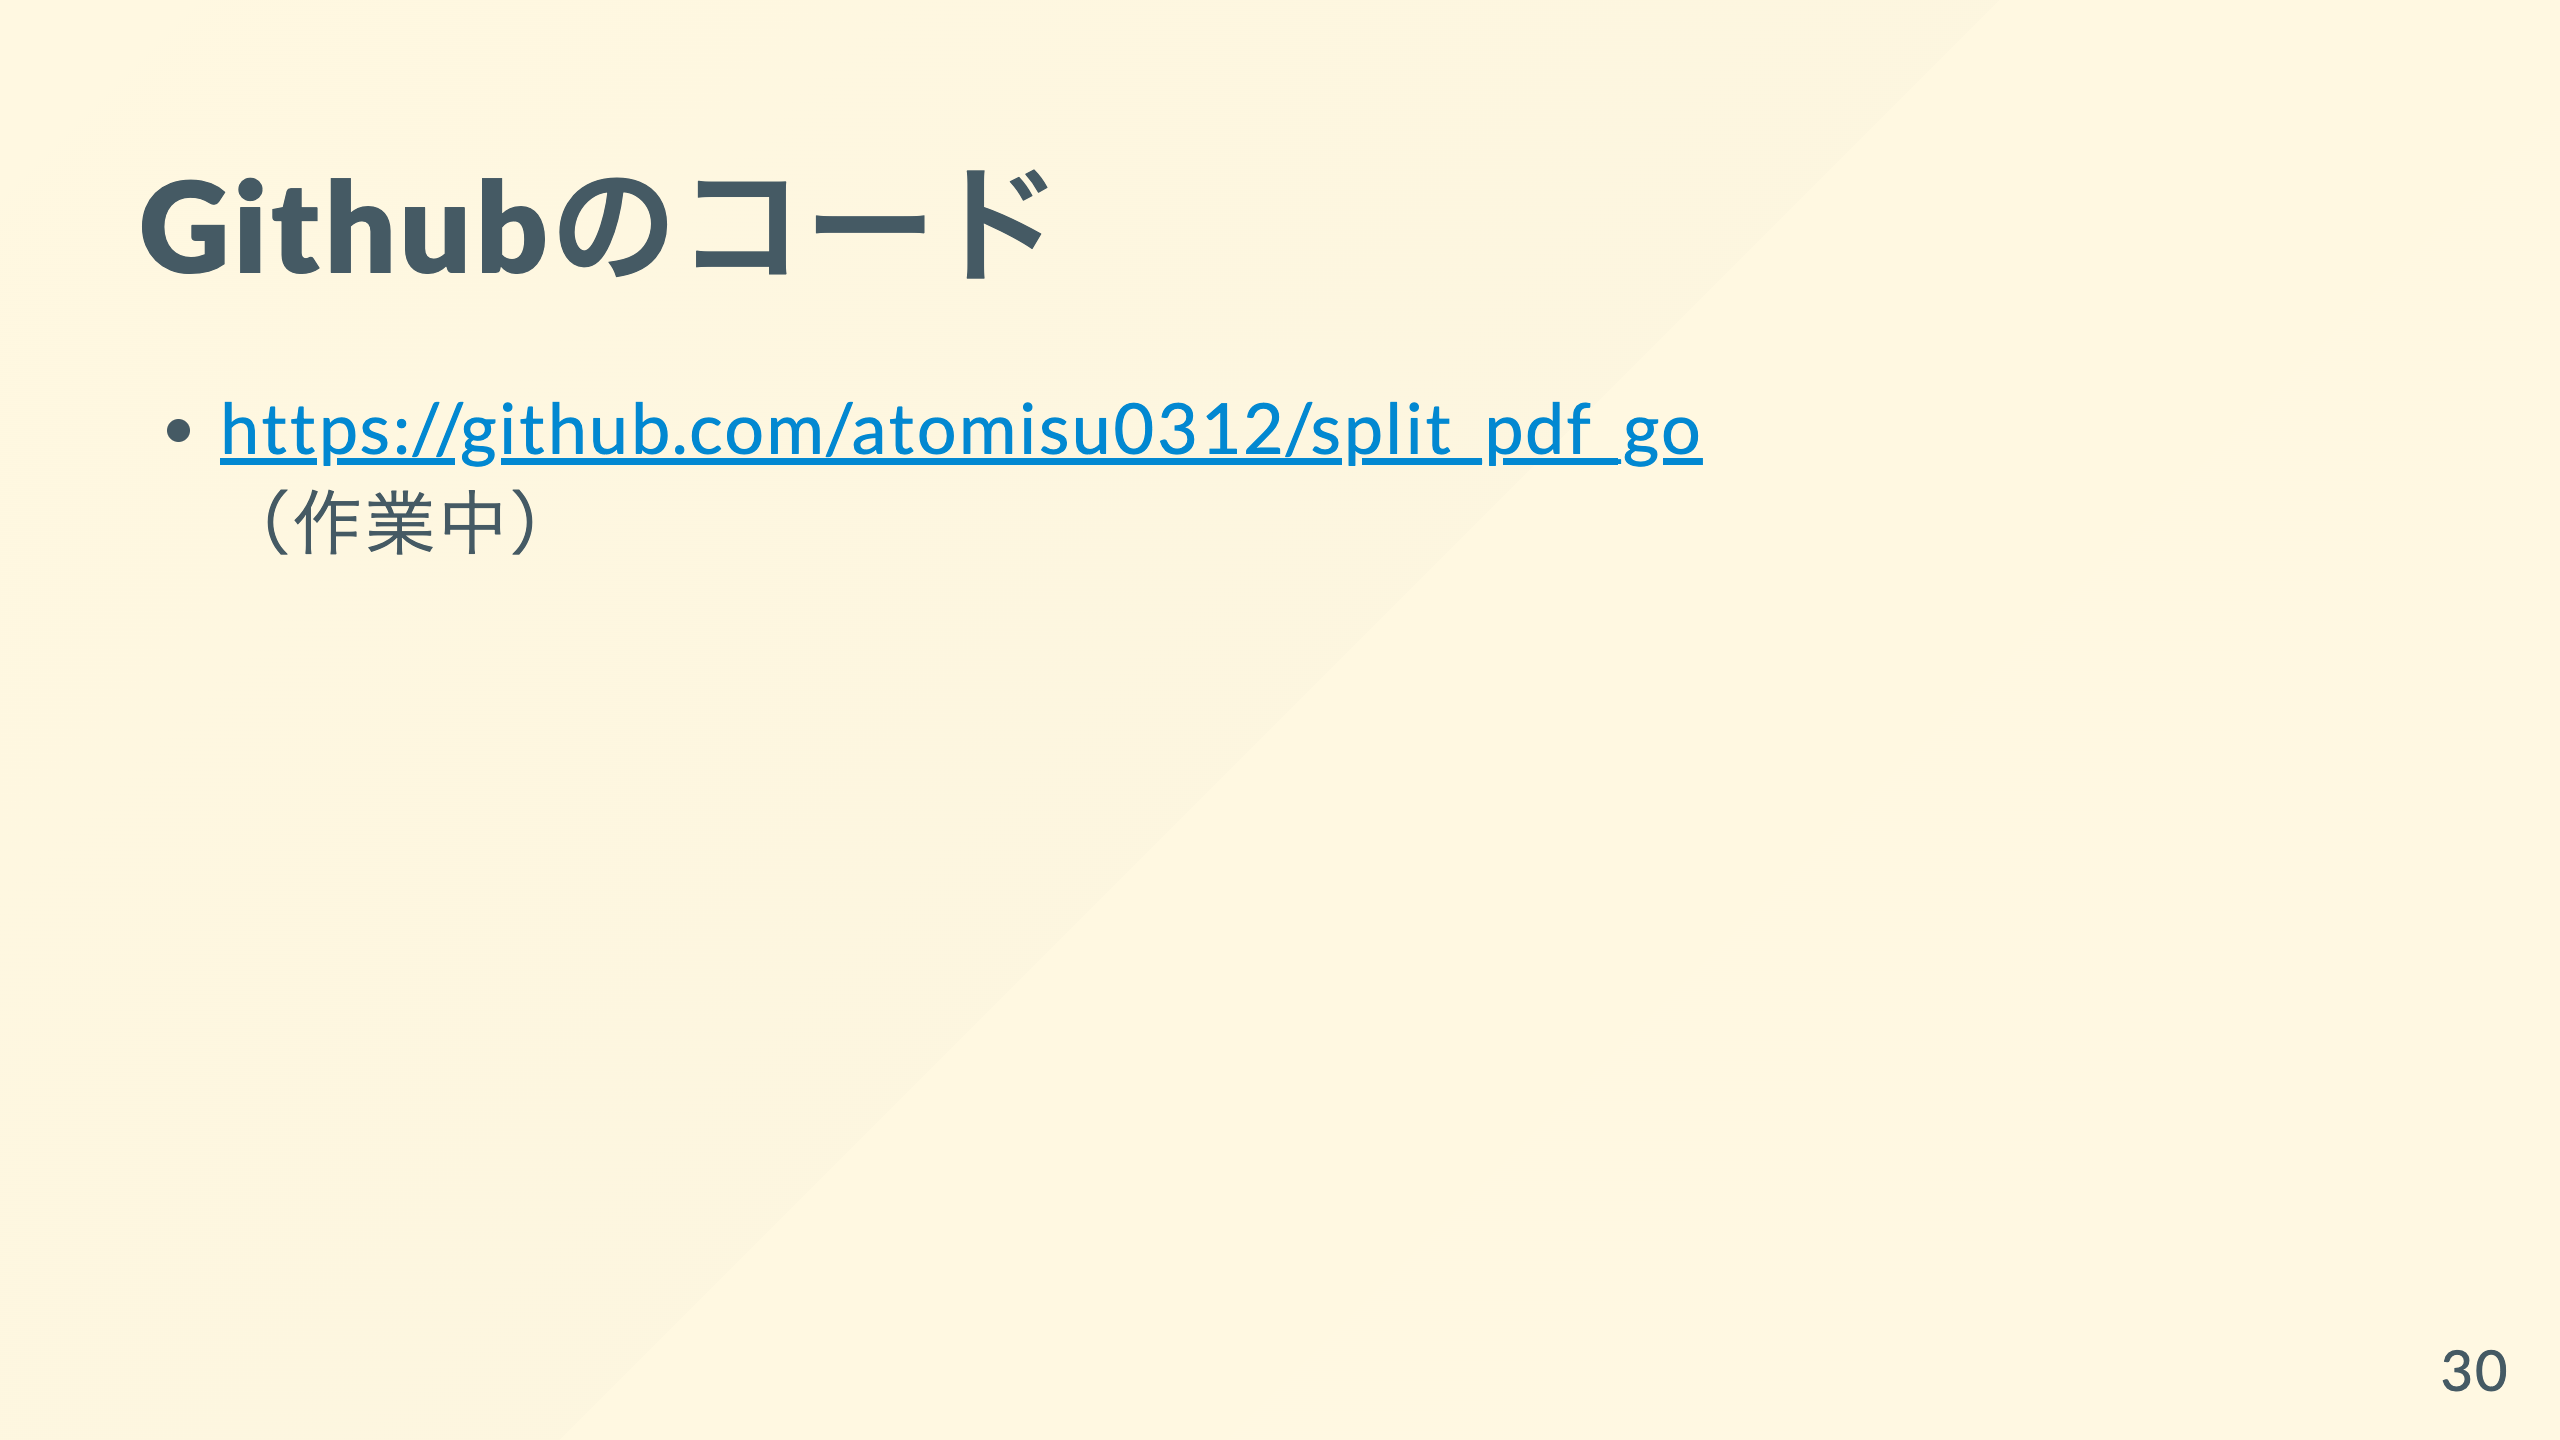 Githubのコード
• https://github.com/atomisu0312/split_pdf_go
（作業中）
30